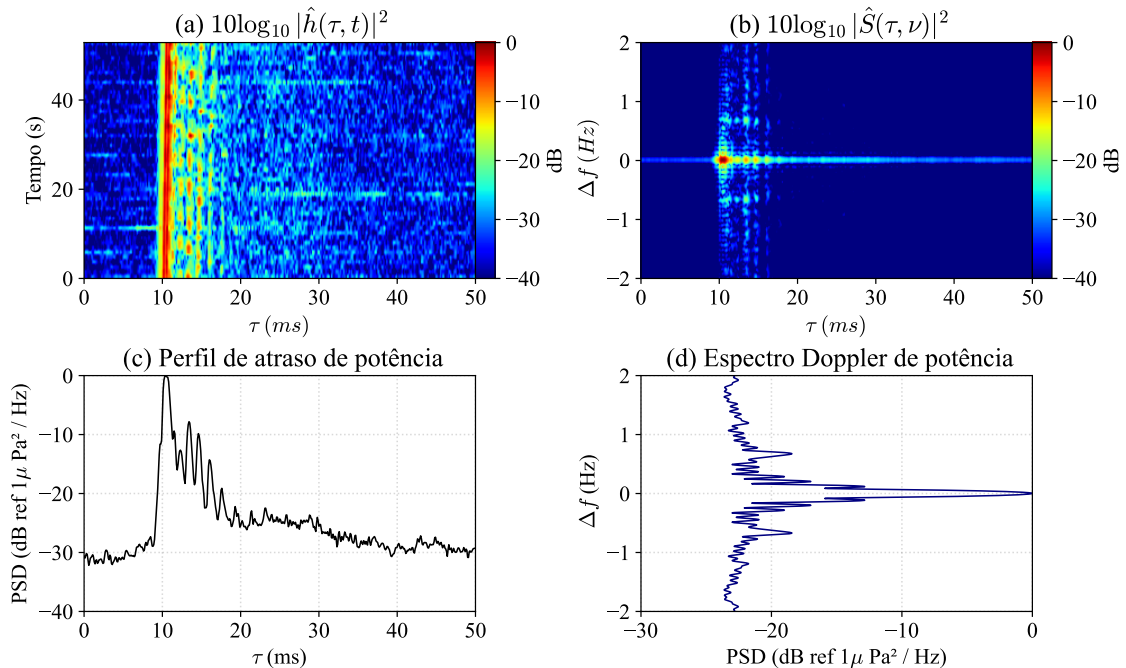 (a) 10log₁₀ |ĥ(τ, t)|²
(b) 10log₁₀ |Ŝ(τ, ν)|²
Tempo (s)
40
20
0
0 10 20 30 40 50
τ (ms)
0
−10
−20
−30
−40
dB
Δf (Hz)
2
1
0
−1
−2
0 10 20 30 40 50
τ (ms)
0
−10
−20
−30
−40
dB
(c) Perfil de atraso de potência
(d) Espectro Doppler de potência
PSD (dB ref 1μ Pa² / Hz)
0
−10
−20
−30
−40
0 10 20 30 40 50
τ (ms)
Δf (Hz)
2
1
0
−1
−2
−30 −20 −10 0
PSD (dB ref 1μ Pa² / Hz)